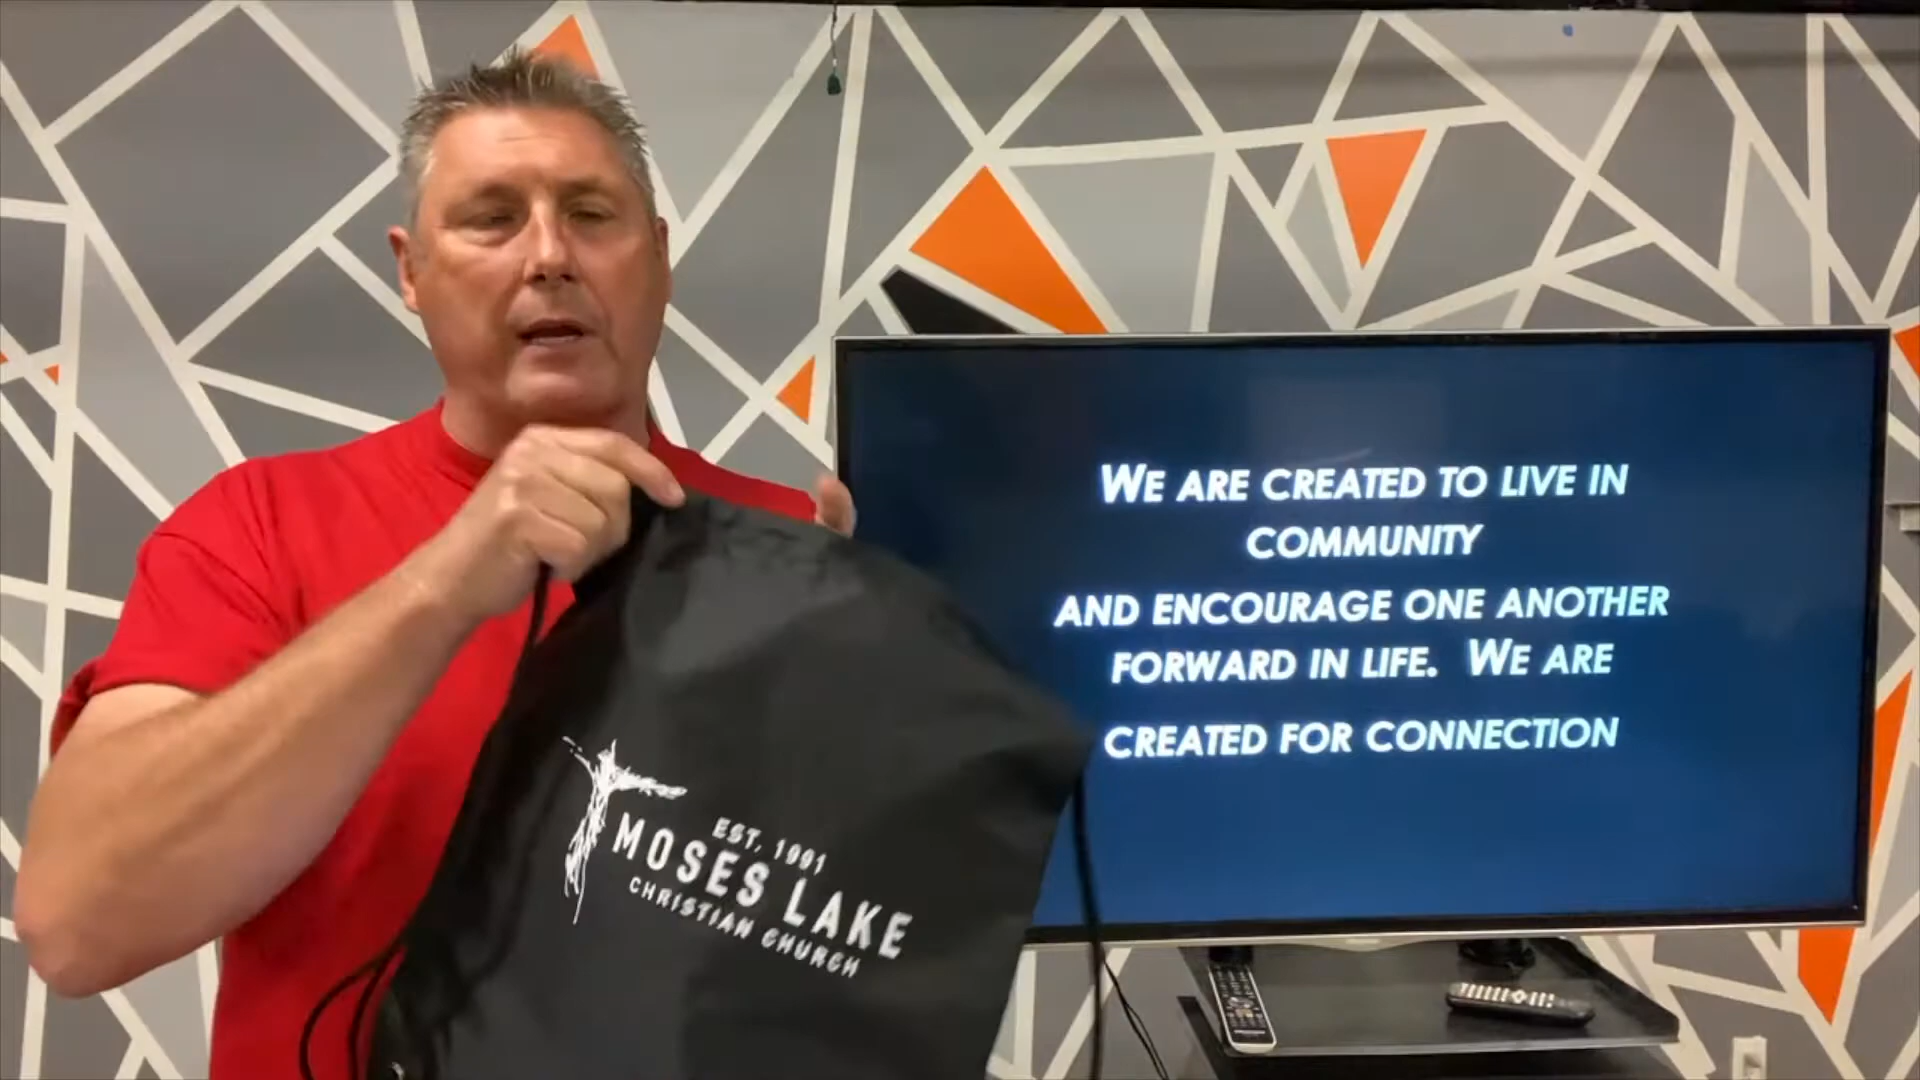 WE ARE CREATED TO LIVE IN
COMMUNITY
AND ENCOURAGE ONE ANOTHER
FORWARD IN LIFE. WE ARE
CREATED FOR CONNECTION
EST. 1991
MOSES LAKE
CHRISTIAN CHURCH